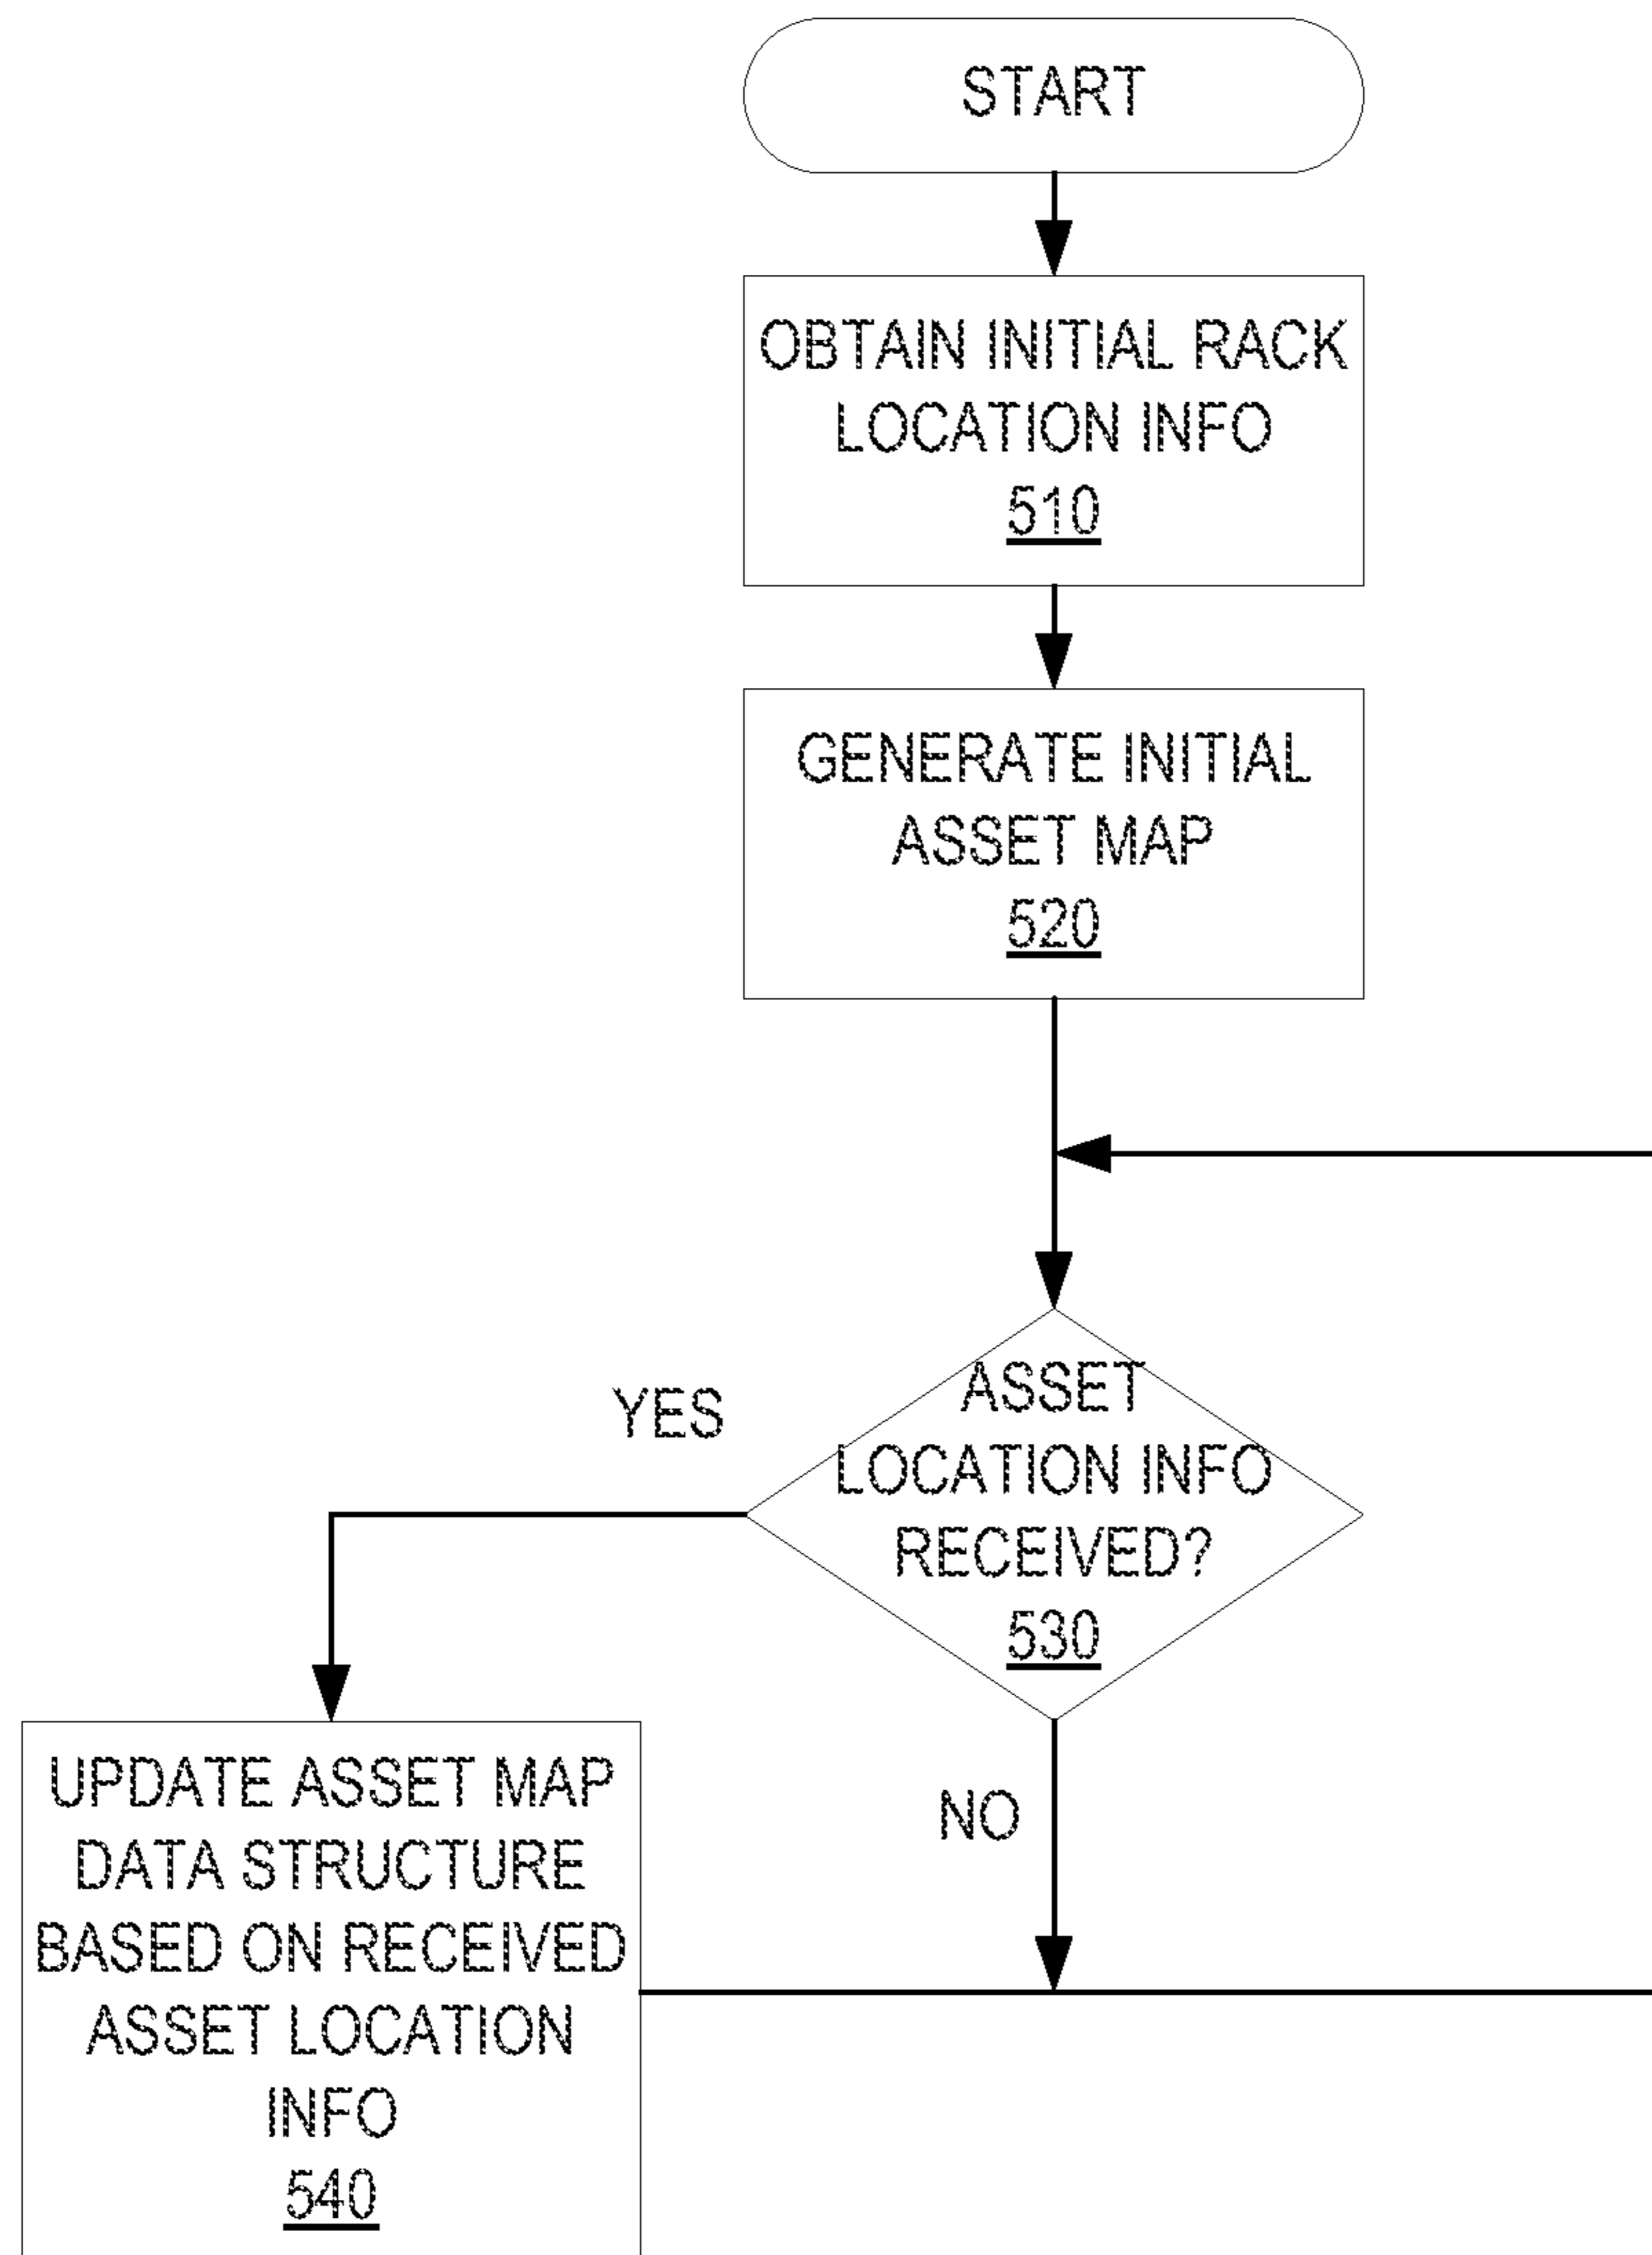 START
OBTAIN INITIAL RACK
LOCATION INFO
510
GENERATE INITIAL
ASSET MAP
520
ASSET
LOCATION INFO
RECEIVED?
530
YES
NO
UPDATE ASSET MAP
DATA STRUCTURE
BASED ON RECEIVED
ASSET LOCATION
INFO
540